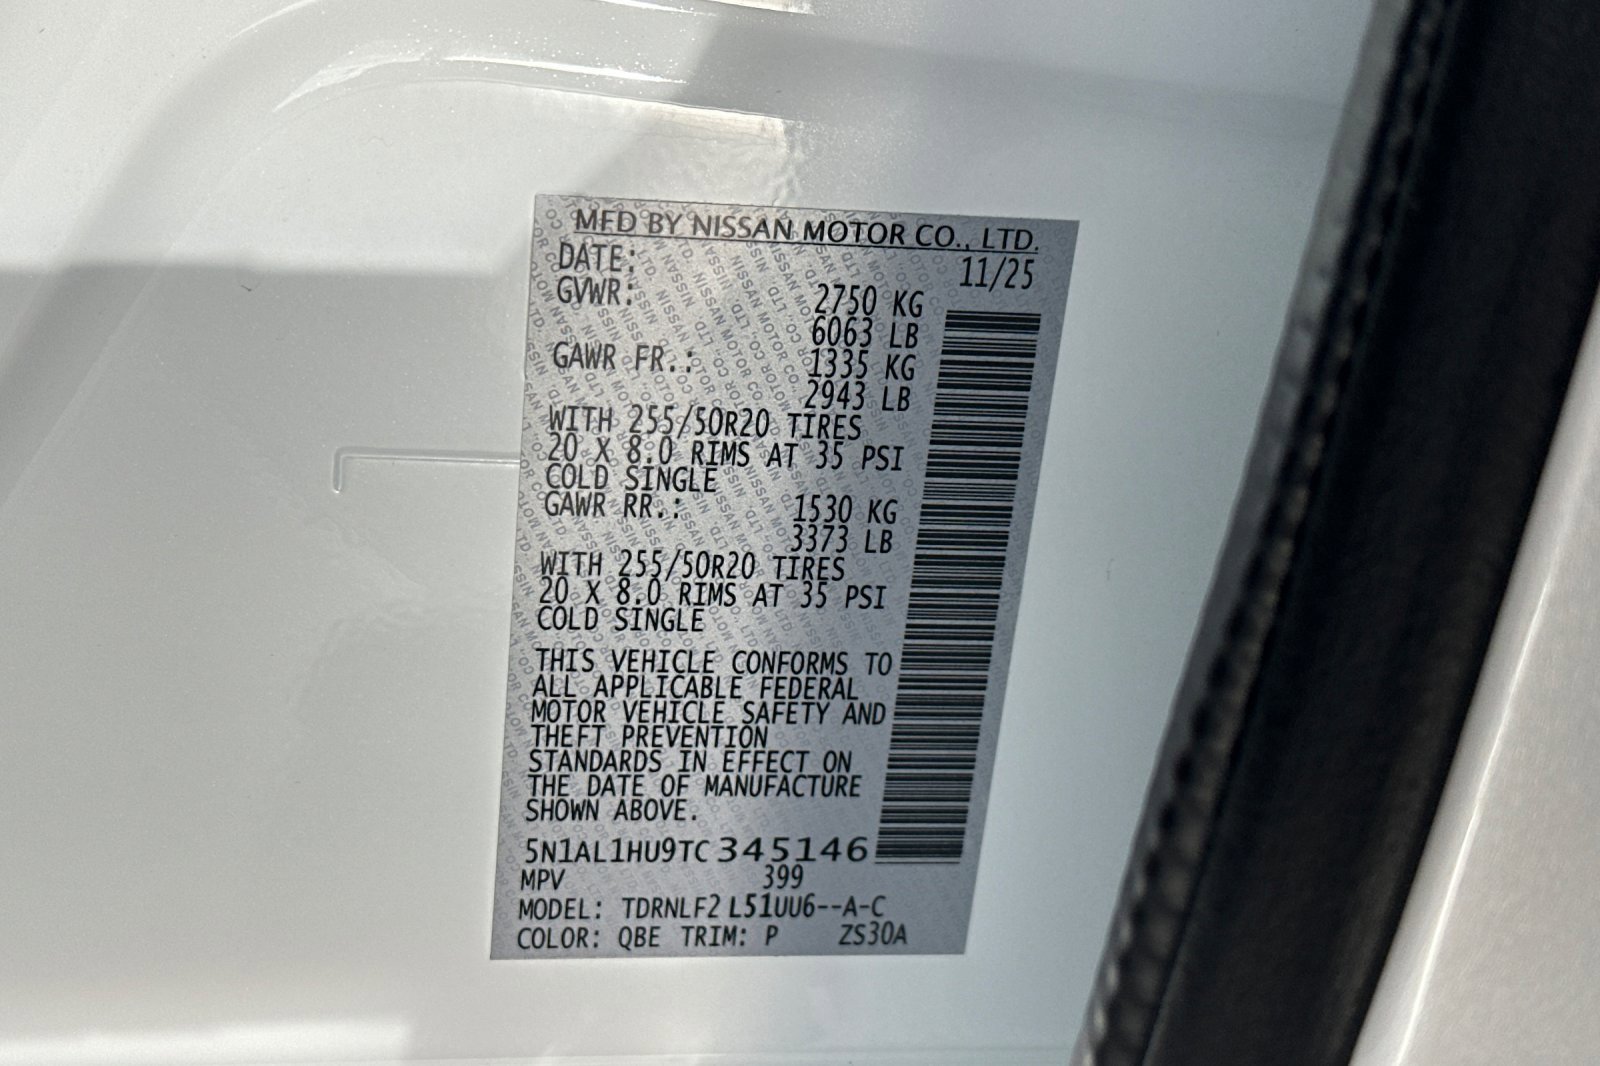 MFD BY NISSAN MOTOR CO., LTD.
DATE: 11/25
GVWR: 2750 KG
6063 LB
GAWR FR.: 1335 KG
2943 LB
WITH 255/50R20 TIRES
20 X 8.0 RIMS AT 35 PSI
COLD SINGLE
GAWR RR.: 1530 KG
3373 LB
WITH 255/50R20 TIRES
20 X 8.0 RIMS AT 35 PSI
COLD SINGLE
THIS VEHICLE CONFORMS TO
ALL APPLICABLE FEDERAL
MOTOR VEHICLE SAFETY AND
THEFT PREVENTION
STANDARDS IN EFFECT ON
THE DATE OF MANUFACTURE
SHOWN ABOVE.
5N1AL1HU9TC345146
MPV 399
MODEL: TDRNLF2 L51UU6--A-C
COLOR: QBE TRIM: P ZS30A